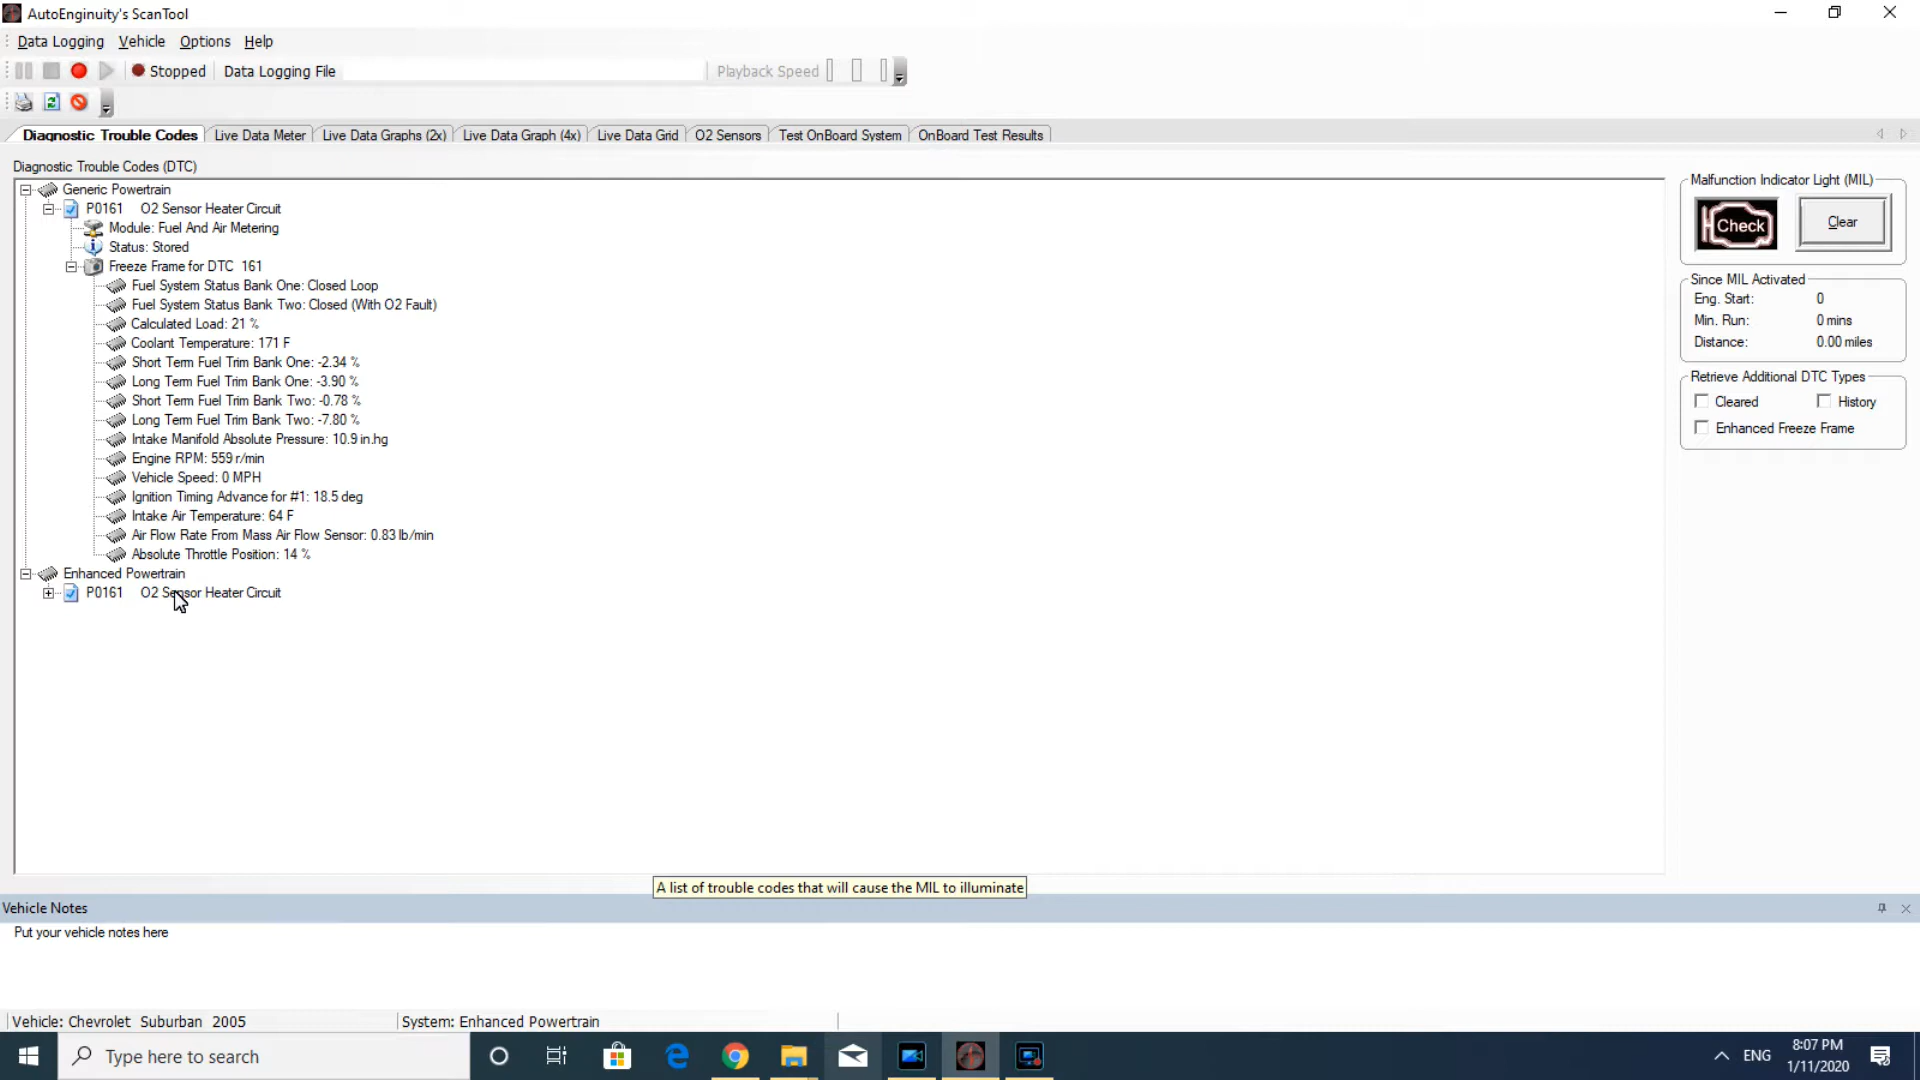 AutoEnginuity's ScanTool
Data Logging Vehicle Options Help
Stopped Data Logging File Playback Speed
Diagnostic Trouble Codes Live Data Meter Live Data Graphs (2x) Live Data Graph (4x) Live Data Grid O2 Sensors Test OnBoard System OnBoard Test Results
Diagnostic Trouble Codes (DTC)
Generic Powertrain
P0161 O2 Sensor Heater Circuit
Module: Fuel And Air Metering
Status: Stored
Freeze Frame for DTC 161
Fuel System Status Bank One: Closed Loop
Fuel System Status Bank Two: Closed (With O2 Fault)
Calculated Load: 21 %
Coolant Temperature: 171 F
Short Term Fuel Trim Bank One: -2.34 %
Long Term Fuel Trim Bank One: -3.90 %
Short Term Fuel Trim Bank Two: -0.78 %
Long Term Fuel Trim Bank Two: -7.80 %
Intake Manifold Absolute Pressure: 10.9 in.hg
Engine RPM: 559 r/min
Vehicle Speed: 0 MPH
Ignition Timing Advance for #1: 18.5 deg
Intake Air Temperature: 64 F
Air Flow Rate From Mass Air Flow Sensor: 0.83 lb/min
Absolute Throttle Position: 14 %
Enhanced Powertrain
P0161 O2 Sensor Heater Circuit
Malfunction Indicator Light (MIL)
Check Clear
Since MIL Activated
Eng. Start: 0
Min. Run: 0 mins
Distance: 0.00 miles
Retrieve Additional DTC Types
Cleared History
Enhanced Freeze Frame
A list of trouble codes that will cause the MIL to illuminate
Vehicle Notes
Put your vehicle notes here
Vehicle: Chevrolet Suburban 2005 System: Enhanced Powertrain
Type here to search
ENG
8:07 PM
1/11/2020